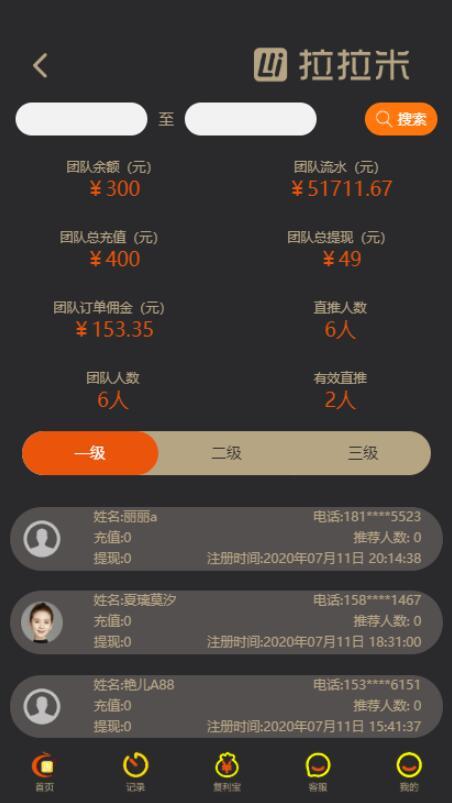 拉拉米
至
搜索
团队余额（元） 团队流水（元）
￥300 ￥51711.67
团队总充值（元） 团队总提现（元）
￥400 ￥49
团队订单佣金（元） 直推人数
￥153.35 6人
团队人数 有效直推
6人 2人
一级 二级 三级
姓名:丽丽a 电话:181****5523
充值:0 推荐人数: 0
提现:0 注册时间:2020年07月11日 20:14:38
姓名:夏璃莫汐 电话:158****1467
充值:0 推荐人数: 0
提现:0 注册时间:2020年07月11日 18:31:00
姓名:艳儿A88 电话:153****6151
充值:0 推荐人数: 0
提现:0 注册时间:2020年07月11日 15:41:37
首页 记录 复利宝 客服 我的